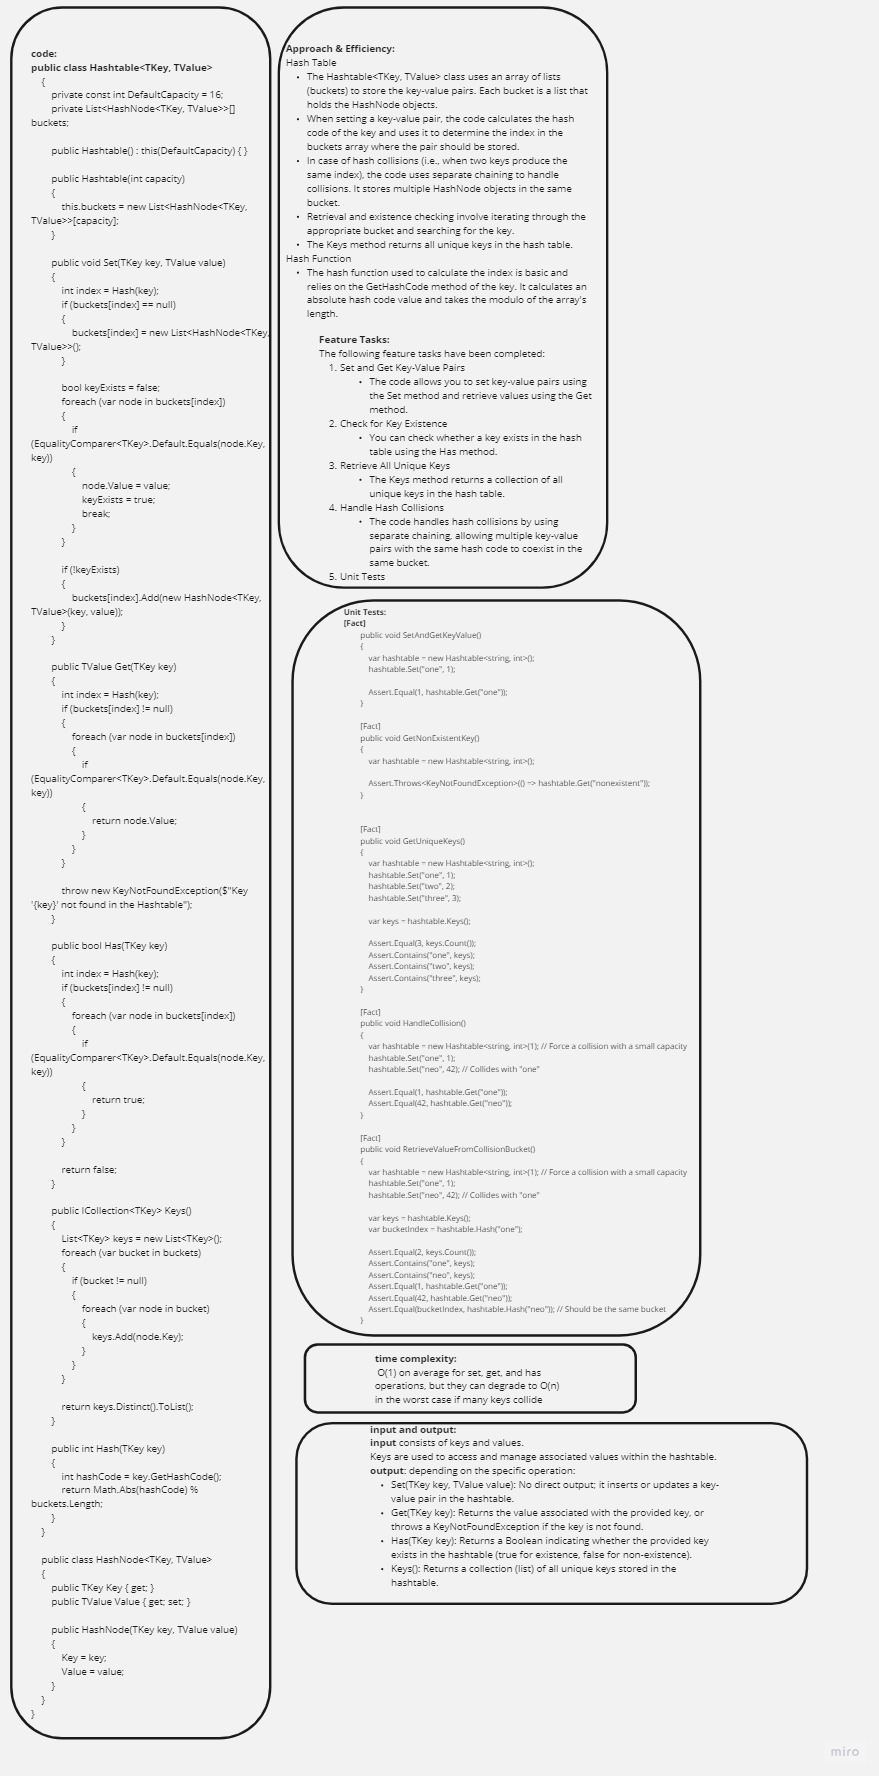 code:
public class Hashtable<TKey, TValue>
{
private const int DefaultCapacity = 16;
private List<HashNode<TKey, TValue>>[]
buckets;
public Hashtable() : this(DefaultCapacity) { }
public Hashtable(int capacity)
{
this.buckets = new List<HashNode<TKey,
TValue>>[capacity];
}
public void Set(TKey key, TValue value)
{
int index = Hash(key);
if (buckets[index] == null)
{
buckets[index] = new List<HashNode<TKey,
TValue>>();
}
bool keyExists = false;
foreach (var node in buckets[index])
{
if
(EqualityComparer<TKey>.Default.Equals(node.Key,
key))
{
node.Value = value;
keyExists = true;
break;
}
}
if (!keyExists)
{
buckets[index].Add(new HashNode<TKey,
TValue>(key, value));
}
}
public TValue Get(TKey key)
{
int index = Hash(key);
if (buckets[index] != null)
{
foreach (var node in buckets[index])
{
if
(EqualityComparer<TKey>.Default.Equals(node.Key,
key))
{
return node.Value;
}
}
}
throw new KeyNotFoundException($"Key
'{key}' not found in the Hashtable");
}
public bool Has(TKey key)
{
int index = Hash(key);
if (buckets[index] != null)
{
foreach (var node in buckets[index])
{
if
(EqualityComparer<TKey>.Default.Equals(node.Key,
key))
{
return true;
}
}
}
return false;
}
public ICollection<TKey> Keys()
{
List<TKey> keys = new List<TKey>();
foreach (var bucket in buckets)
{
if (bucket != null)
{
foreach (var node in bucket)
{
keys.Add(node.Key);
}
}
}
return keys.Distinct().ToList();
}
public int Hash(TKey key)
{
int hashCode = key.GetHashCode();
return Math.Abs(hashCode) %
buckets.Length;
}
}
public class HashNode<TKey, TValue>
{
public TKey Key { get; }
public TValue Value { get; set; }
public HashNode(TKey key, TValue value)
{
Key = key;
Value = value;
}
}
}
Approach & Efficiency:
Hash Table
• The Hashtable<TKey, TValue> class uses an array of lists
(buckets) to store the key-value pairs. Each bucket is a list that
holds the HashNode objects.
• When setting a key-value pair, the code calculates the hash
code of the key and uses it to determine the index in the
buckets array where the pair should be stored.
• In case of hash collisions (i.e., when two keys produce the
same index), the code uses separate chaining to handle
collisions. It stores multiple HashNode objects in the same
bucket.
• Retrieval and existence checking involve iterating through the
appropriate bucket and searching for the key.
• The Keys method returns all unique keys in the hash table.
Hash Function
• The hash function used to calculate the index is basic and
relies on the GetHashCode method of the key. It calculates an
absolute hash code value and takes the modulo of the array's
length.
Feature Tasks:
The following feature tasks have been completed:
1. Set and Get Key-Value Pairs
• The code allows you to set key-value pairs using
the Set method and retrieve values using the Get
method.
2. Check for Key Existence
• You can check whether a key exists in the hash
table using the Has method.
3. Retrieve All Unique Keys
• The Keys method returns a collection of all
unique keys in the hash table.
4. Handle Hash Collisions
• The code handles hash collisions by using
separate chaining, allowing multiple key-value
pairs with the same hash code to coexist in the
same bucket.
5. Unit Tests
Unit Tests:
[Fact]
public void SetAndGetKeyValue()
{
var hashtable = new Hashtable<string, int>();
hashtable.Set("one", 1);
Assert.Equal(1, hashtable.Get("one"));
}
[Fact]
public void GetNonExistentKey()
{
var hashtable = new Hashtable<string, int>();
Assert.Throws<KeyNotFoundException>(() => hashtable.Get("nonexistent"));
}
[Fact]
public void GetUniqueKeys()
{
var hashtable = new Hashtable<string, int>();
hashtable.Set("one", 1);
hashtable.Set("two", 2);
hashtable.Set("three", 3);
var keys = hashtable.Keys();
Assert.Equal(3, keys.Count());
Assert.Contains("one", keys);
Assert.Contains("two", keys);
Assert.Contains("three", keys);
}
[Fact]
public void HandleCollision()
{
var hashtable = new Hashtable<string, int>(1); // Force a collision with a small capacity
hashtable.Set("one", 1);
hashtable.Set("neo", 42); // Collides with "one"
Assert.Equal(1, hashtable.Get("one"));
Assert.Equal(42, hashtable.Get("neo"));
}
[Fact]
public void RetrieveValueFromCollisionBucket()
{
var hashtable = new Hashtable<string, int>(1); // Force a collision with a small capacity
hashtable.Set("one", 1);
hashtable.Set("neo", 42); // Collides with "one"
var keys = hashtable.Keys();
var bucketIndex = hashtable.Hash("one");
Assert.Equal(2, keys.Count());
Assert.Contains("one", keys);
Assert.Contains("neo", keys);
Assert.Equal(1, hashtable.Get("one"));
Assert.Equal(42, hashtable.Get("neo"));
Assert.Equal(bucketIndex, hashtable.Hash("neo")); // Should be the same bucket
}
time complexity:
O(1) on average for set, get, and has
operations, but they can degrade to O(n)
in the worst case if many keys collide
input and output:
input consists of keys and values.
Keys are used to access and manage associated values within the hashtable.
output: depending on the specific operation:
• Set(TKey key, TValue value): No direct output; it inserts or updates a key-
value pair in the hashtable.
• Get(TKey key): Returns the value associated with the provided key, or
throws a KeyNotFoundException if the key is not found.
• Has(TKey key): Returns a Boolean indicating whether the provided key
exists in the hashtable (true for existence, false for non-existence).
• Keys(): Returns a collection (list) of all unique keys stored in the
hashtable.
miro